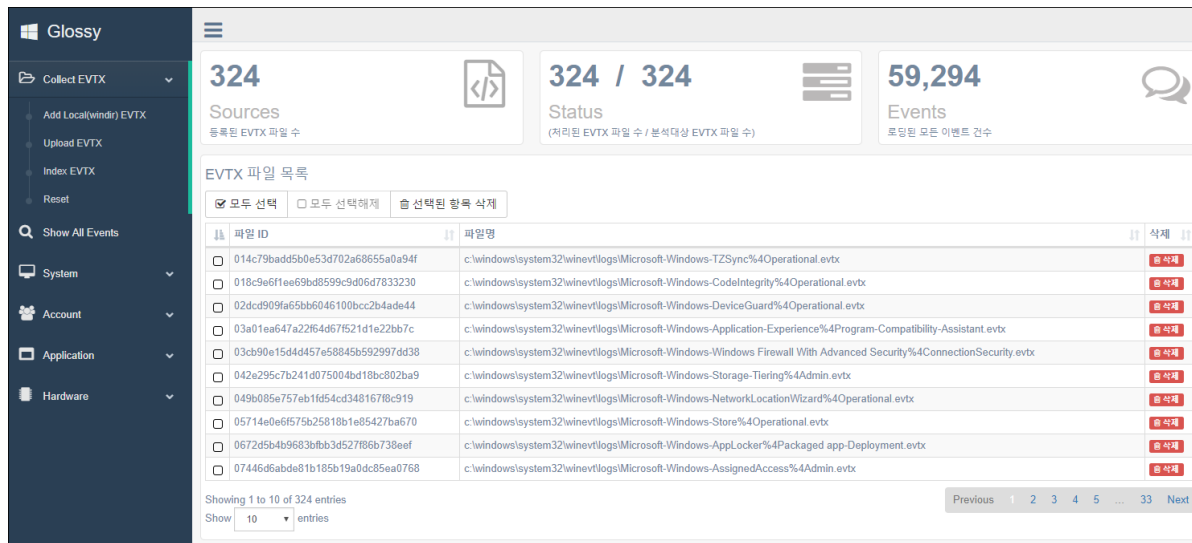 Glossy
Collect EVTX
Add Local(windir) EVTX
Upload EVTX
Index EVTX
Reset
Show All Events
System
Account
Application
Hardware
324
Sources
등록된 EVTX 파일 수
324 / 324
Status
(처리된 EVTX 파일 수 / 분석대상 EVTX 파일 수)
59,294
Events
로딩된 모든 이벤트 건수
EVTX 파일 목록
모두 선택 모두 선택해제 선택된 항목 삭제
파일 ID 파일명 삭제
014c79badd5b0e53d702a68655a0a94f c:\windows\system32\winevt\logs\Microsoft-Windows-TZSync%4Operational.evtx 삭제
018c9e6f1ee69bd8599c9d06d7833230 c:\windows\system32\winevt\logs\Microsoft-Windows-CodeIntegrity%4Operational.evtx 삭제
02dcd909fa65bb6046100bcc2b4ade44 c:\windows\system32\winevt\logs\Microsoft-Windows-DeviceGuard%4Operational.evtx 삭제
03a01ea647a22f64d67f521d1e22bb7c c:\windows\system32\winevt\logs\Microsoft-Windows-Application-Experience%4Program-Compatibility-Assistant.evtx 삭제
03cb90e15d4d457e58845b592997dd38 c:\windows\system32\winevt\logs\Microsoft-Windows-Windows Firewall With Advanced Security%4ConnectionSecurity.evtx 삭제
042e295c7b241d075004bd18bc802ba9 c:\windows\system32\winevt\logs\Microsoft-Windows-Storage-Tiering%4Admin.evtx 삭제
049b085e757eb1fd54cd348167f8c919 c:\windows\system32\winevt\logs\Microsoft-Windows-NetworkLocationWizard%4Operational.evtx 삭제
05714e0e6f575b25818b1e85427ba670 c:\windows\system32\winevt\logs\Microsoft-Windows-Store%4Operational.evtx 삭제
0672d5b4b9683bfbb3d527f86b738eef c:\windows\system32\winevt\logs\Microsoft-Windows-AppLocker%4Packaged app-Deployment.evtx 삭제
07446d6abde81b185b19a0dc85ea0768 c:\windows\system32\winevt\logs\Microsoft-Windows-AssignedAccess%4Admin.evtx 삭제
Showing 1 to 10 of 324 entries
Previous 1 2 3 4 5 ... 33 Next
Show 10 entries